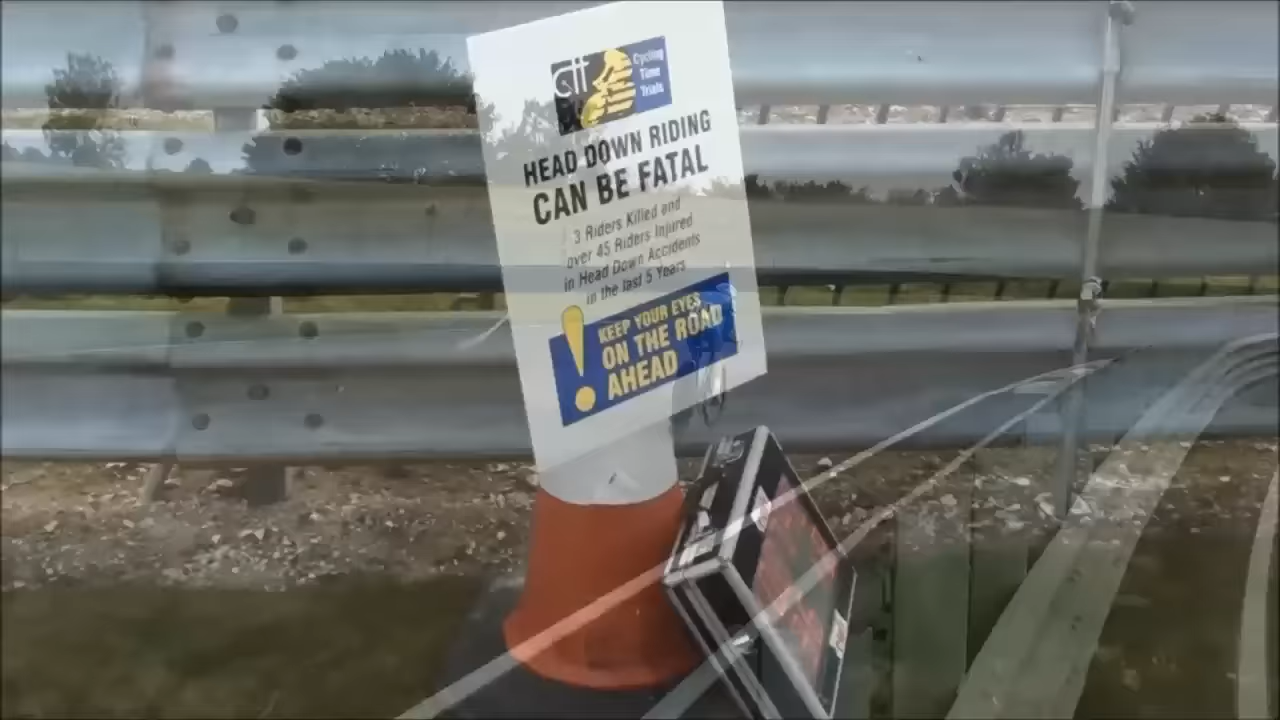 Cycling
Time
Trials
HEAD DOWN RIDING
CAN BE FATAL
3 Riders Killed and
over 45 Riders Injured
in Head Down Accidents
in the last 5 Years
KEEP YOUR EYES
ON THE ROAD
AHEAD